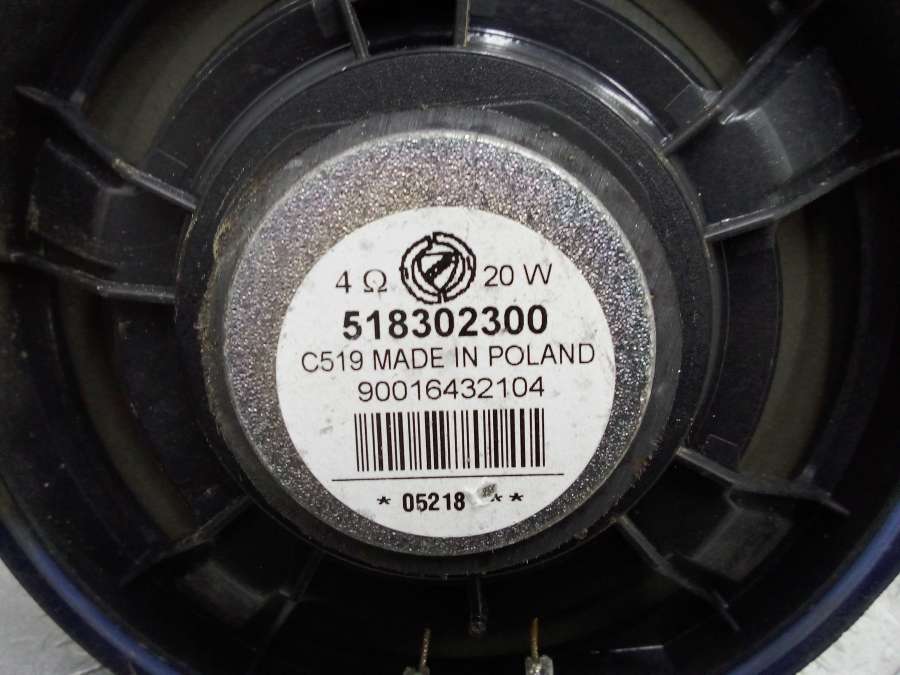 4 Ω 20 W
518302300
C519 MADE IN POLAND
90016432104
* 05218 **